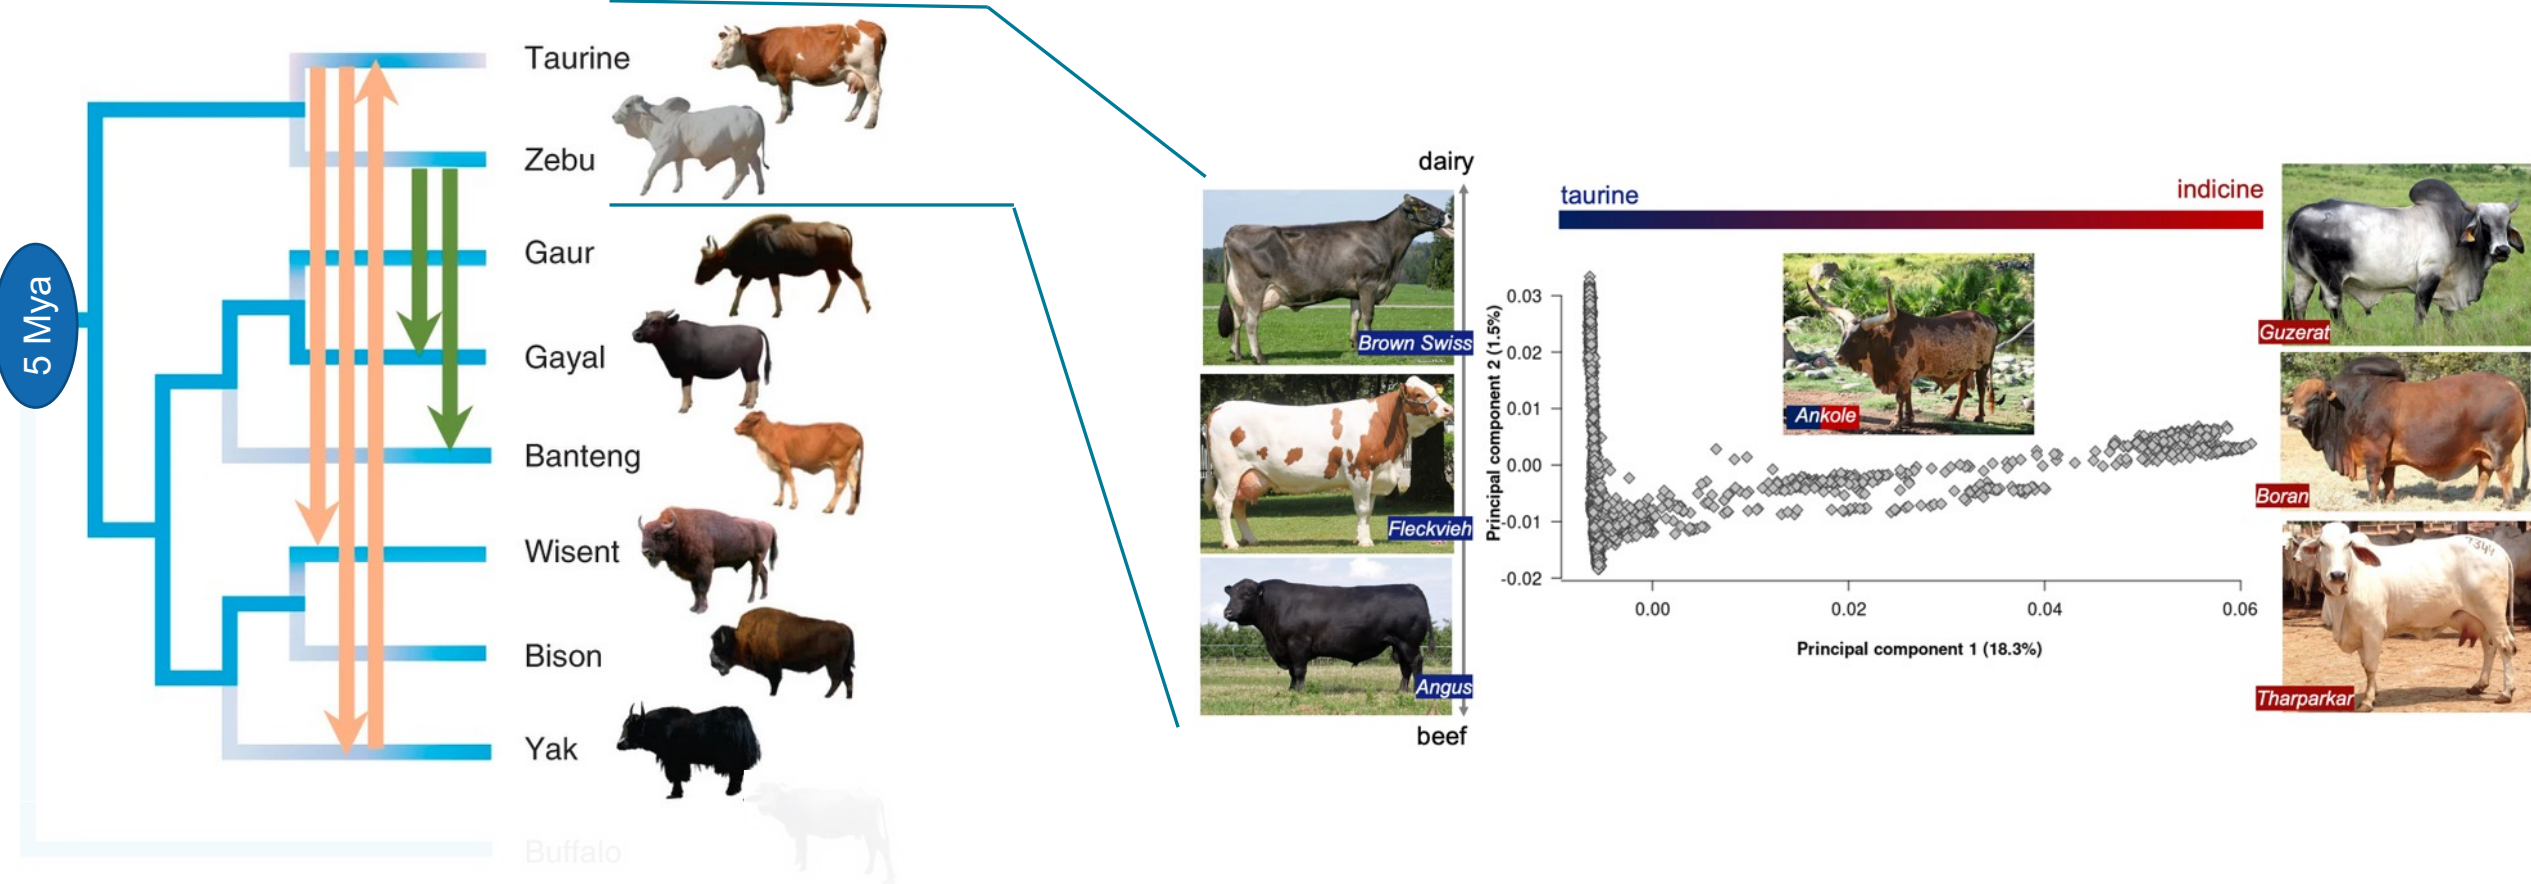 5 Mya
Taurine
Zebu
Gaur
Gayal
Banteng
Wisent
Bison
Yak
Buffalo
dairy
Brown Swiss
Fleckvieh
Angus
beef
taurine
indicine
Ankole
Principal component 2 (1.5%)
0.03
0.02
0.01
0.00
-0.01
-0.02
0.00
0.02
0.04
0.06
Principal component 1 (18.3%)
Guzerat
Boran
Tharparkar